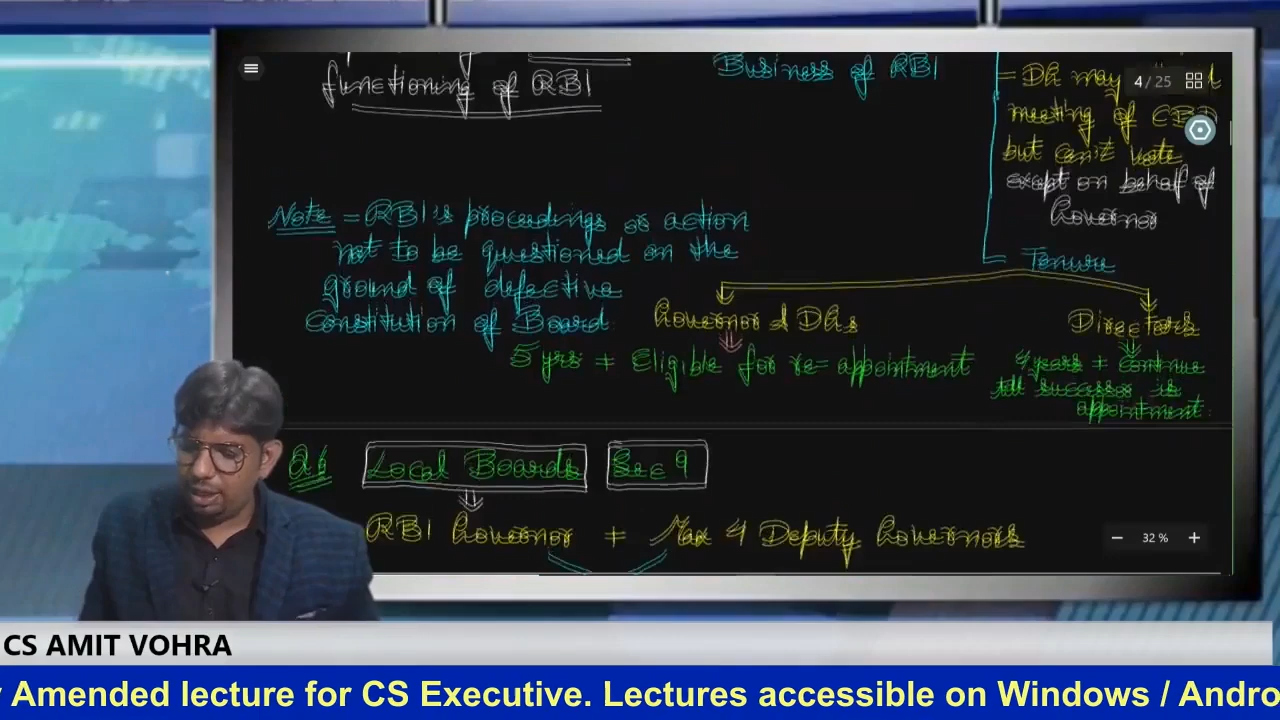 functioning of RBI
Business of RBI
= DG may
4 / 25
meeting of CBD
but can't vote
except on behalf of
Governor
Tenure
Note = RBI's proceedings or action
not to be questioned on the
ground of defective
Constitution of Board
Governor & DGs
5 yrs + Eligible for re-appointment
Directors
4 years + continue
till successor is
appointment.
Q6 Local Boards Sec 9
RBI Governor + Max 4 Deputy Governors
32 %
CS AMIT VOHRA
Amended lecture for CS Executive. Lectures accessible on Windows / Andro